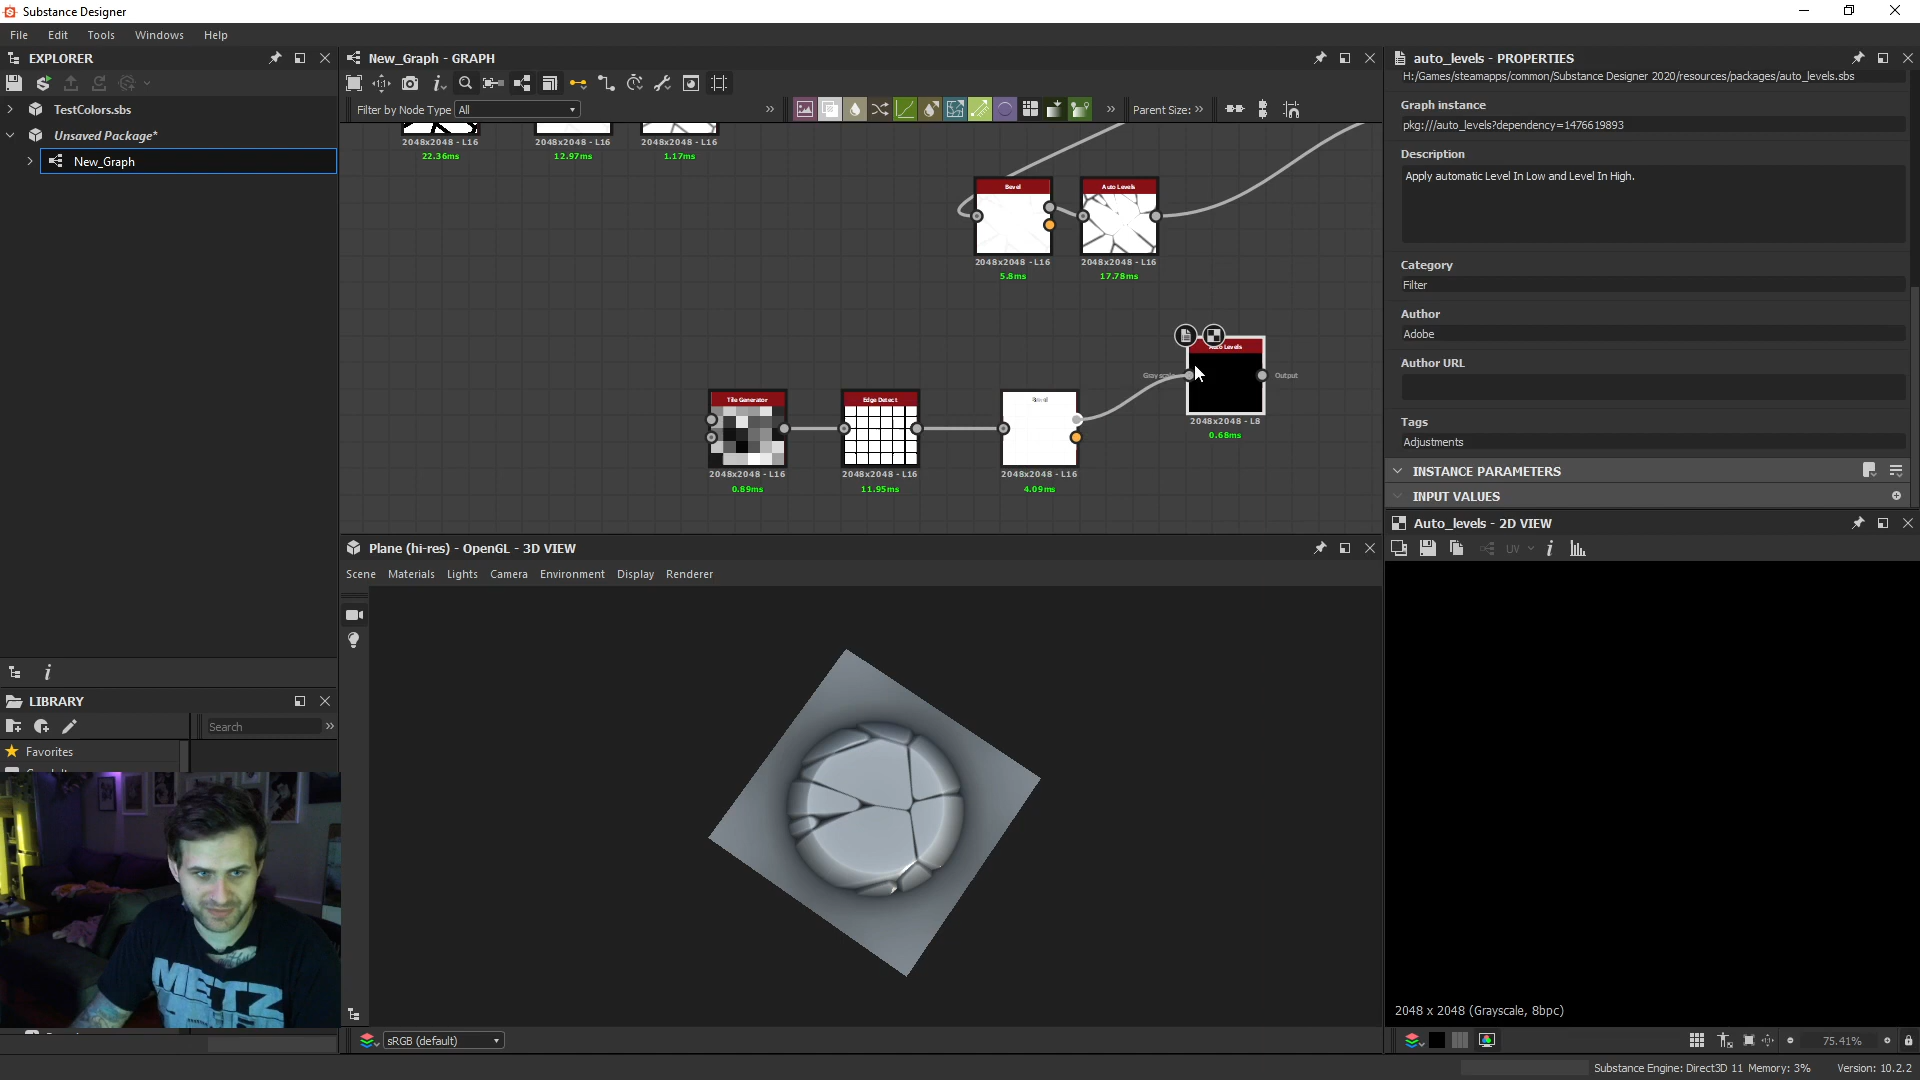 Substance Designer
File Edit Tools Windows Help
EXPLORER
TestColors.sbs
Unsaved Package*
New_Graph
New_Graph - GRAPH
Filter by Node Type All
Parent Size:
2048x2048 - L16
22.36ms
2048x2048 - L16
12.97ms
2048x2048 - L16
1.17ms
Bevel
2048x2048 - L16
5.8ms
Auto Levels
2048x2048 - L16
17.78ms
Tile Generator
2048x2048 - L16
0.89ms
Edge Detect
2048x2048 - L16
11.95ms
Bevel
2048x2048 - L16
4.09ms
Auto Levels
Grayscale
Output
2048x2048 - L8
0.68ms
Plane (hi-res) - OpenGL - 3D VIEW
Scene Materials Lights Camera Environment Display Renderer
sRGB (default)
LIBRARY
Search
Favorites
METZ
auto_levels - PROPERTIES
H:/Games/steamapps/common/Substance Designer 2020/resources/packages/auto_levels.sbs
Graph instance
pkg:///auto_levels?dependency=1476619893
Description
Apply automatic Level In Low and Level In High.
Category
Filter
Author
Adobe
Author URL
Tags
Adjustments
INSTANCE PARAMETERS
INPUT VALUES
Auto_levels - 2D VIEW
UV
2048 x 2048 (Grayscale, 8bpc)
75.41%
Substance Engine: Direct3D 11 Memory: 3% Version: 10.2.2